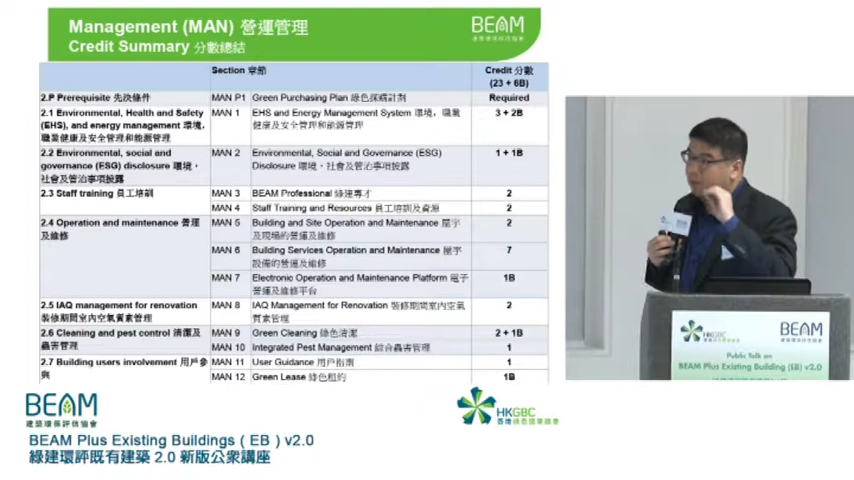 Management (MAN) 營運管理
Credit Summary 分數總結
BEAM
建築環保評估協會
Section 章節
Credit 分數
(23 + 6B)
2.P Prerequisite 先決條件
MAN P1
Green Purchasing Plan 綠色採購計劃
Required
2.1 Environmental, Health and Safety
(EHS), and energy management 環境,
職業健康及安全管理和能源管理
MAN 1
EHS and Energy Management System 環境，職業
健康及安全管理和能源管理
3 + 2B
2.2 Environmental, social and
governance (ESG) disclosure 環境，
社會及管治事項披露
MAN 2
Environmental, Social and Governance (ESG)
Disclosure 環境、社會及管治事項披露
1 + 1B
2.3 Staff training 員工培訓
MAN 3
BEAM Professional 綠建專才
2
MAN 4
Staff Training and Resources 員工培訓及資源
2
2.4 Operation and maintenance 營運
及維修
MAN 5
Building and Site Operation and Maintenance 屋宇
及現場的營運及維修
2
MAN 6
Building Services Operation and Maintenance 屋宇
設備的營運及維修
7
MAN 7
Electronic Operation and Maintenance Platform 電子
營運及維修平台
1B
2.5 IAQ management for renovation
裝修期間室內空氣質素管理
MAN 8
IAQ Management for Renovation 裝修期間室內空氣
質素管理
2
2.6 Cleaning and pest control 清潔及
蟲害管理
MAN 9
Green Cleaning 綠色清潔
2 + 1B
MAN 10
Integrated Pest Management 綜合蟲害管理
1
2.7 Building users involvement 用戶參
與
MAN 11
User Guidance 用戶指南
1
MAN 12
Green Lease 綠色租約
1B
HKGBC
BEAM
Public Talk on
BEAM Plus Existing Building (EB) v2.0
BEAM
建築環保評估協會
HKGBC
香港綠色建築議會
BEAM Plus Existing Buildings ( EB ) v2.0
綠建環評既有建築 2.0 新版公眾講座